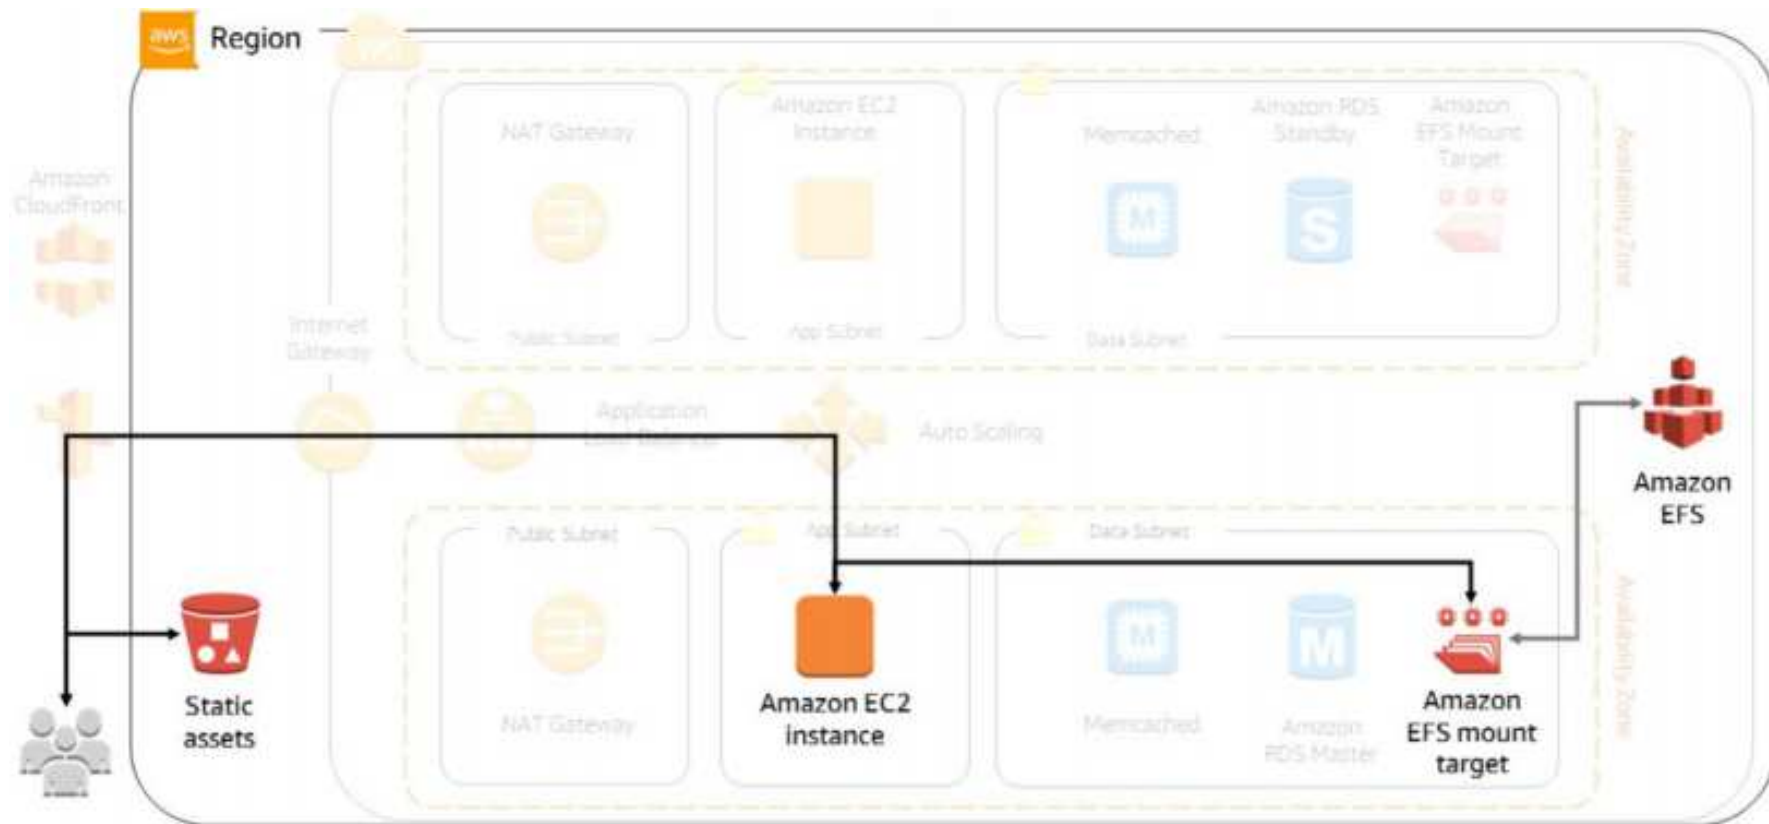 aws
Region
NAT Gateway
Amazon EC2
Instance
Memcached
Amazon RDS
Standby
Amazon
EFS Mount
Target
Availability Zone
Amazon
CloudFront
Public Subnet
App Subnet
Data Subnet
Internet
Gateway
Application
Load Balancer
Auto Scaling
Amazon
EFS
Public Subnet
App Subnet
Data Subnet
Availability Zone
M
S
M
M
Static
assets
NAT Gateway
Amazon EC2
instance
Memcached
Amazon
RDS Master
Amazon
EFS mount
target